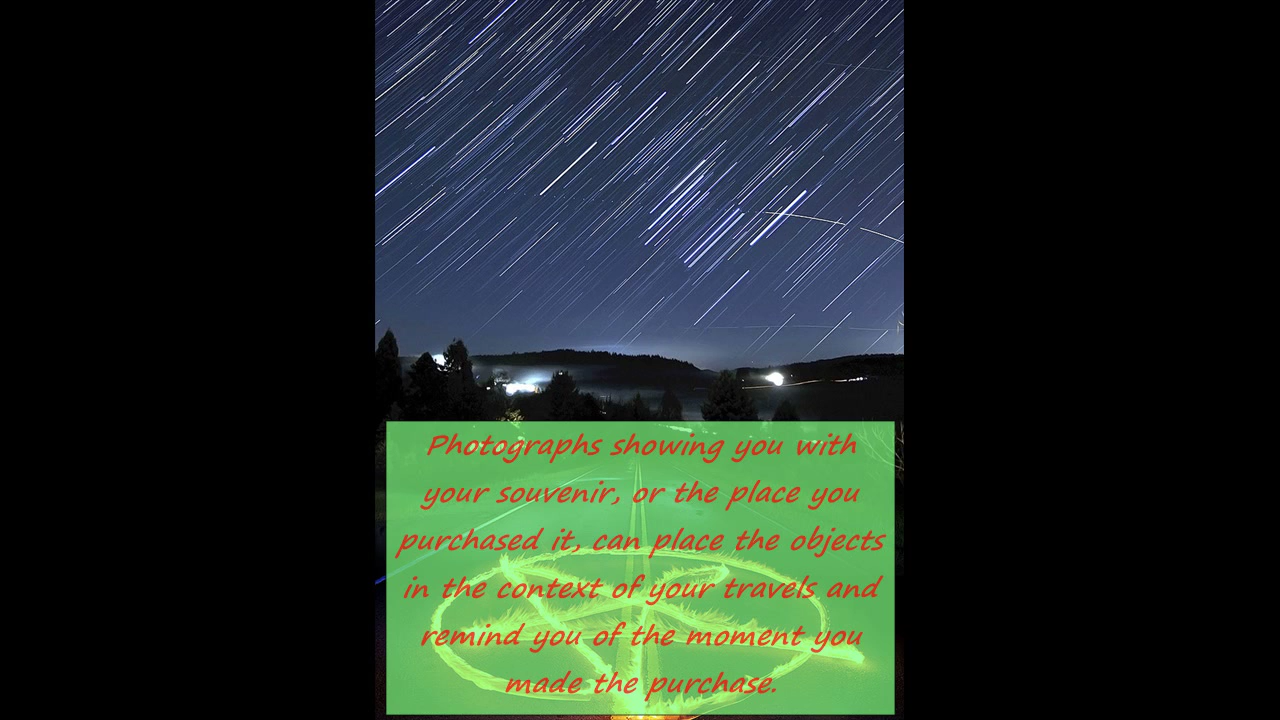 Photographs showing you with
your souvenir, or the place you
purchased it, can place the objects
in the context of your travels and
remind you of the moment you
made the purchase.